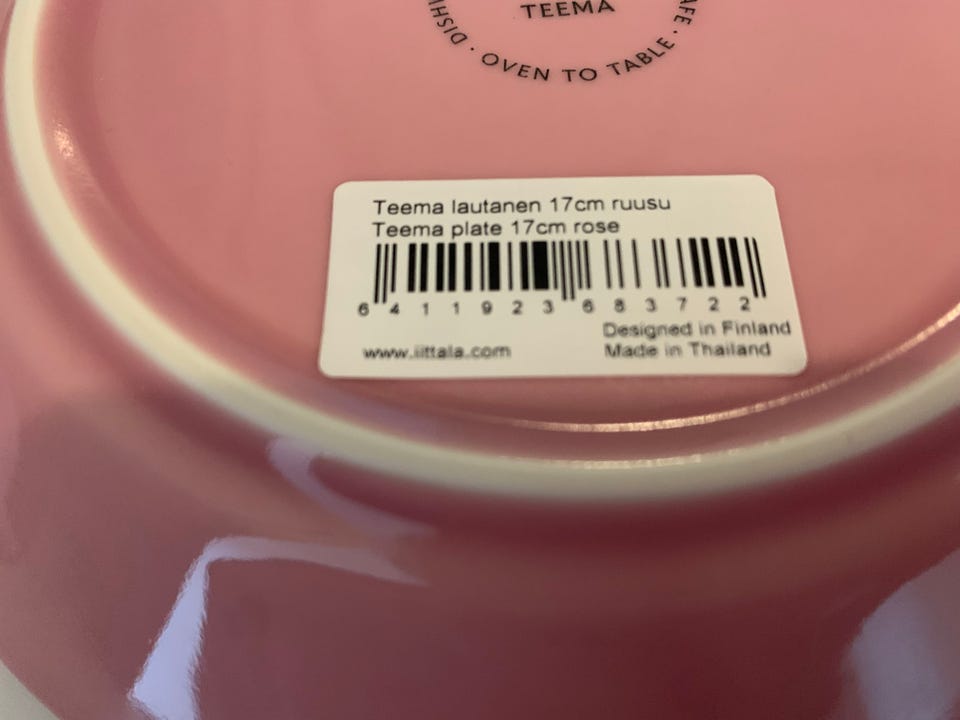 TEEMA
OVEN TO TABLE
Teema lautanen 17cm ruusu
Teema plate 17cm rose
6 411923 683722
Designed in Finland
www.iittala.com
Made in Thailand